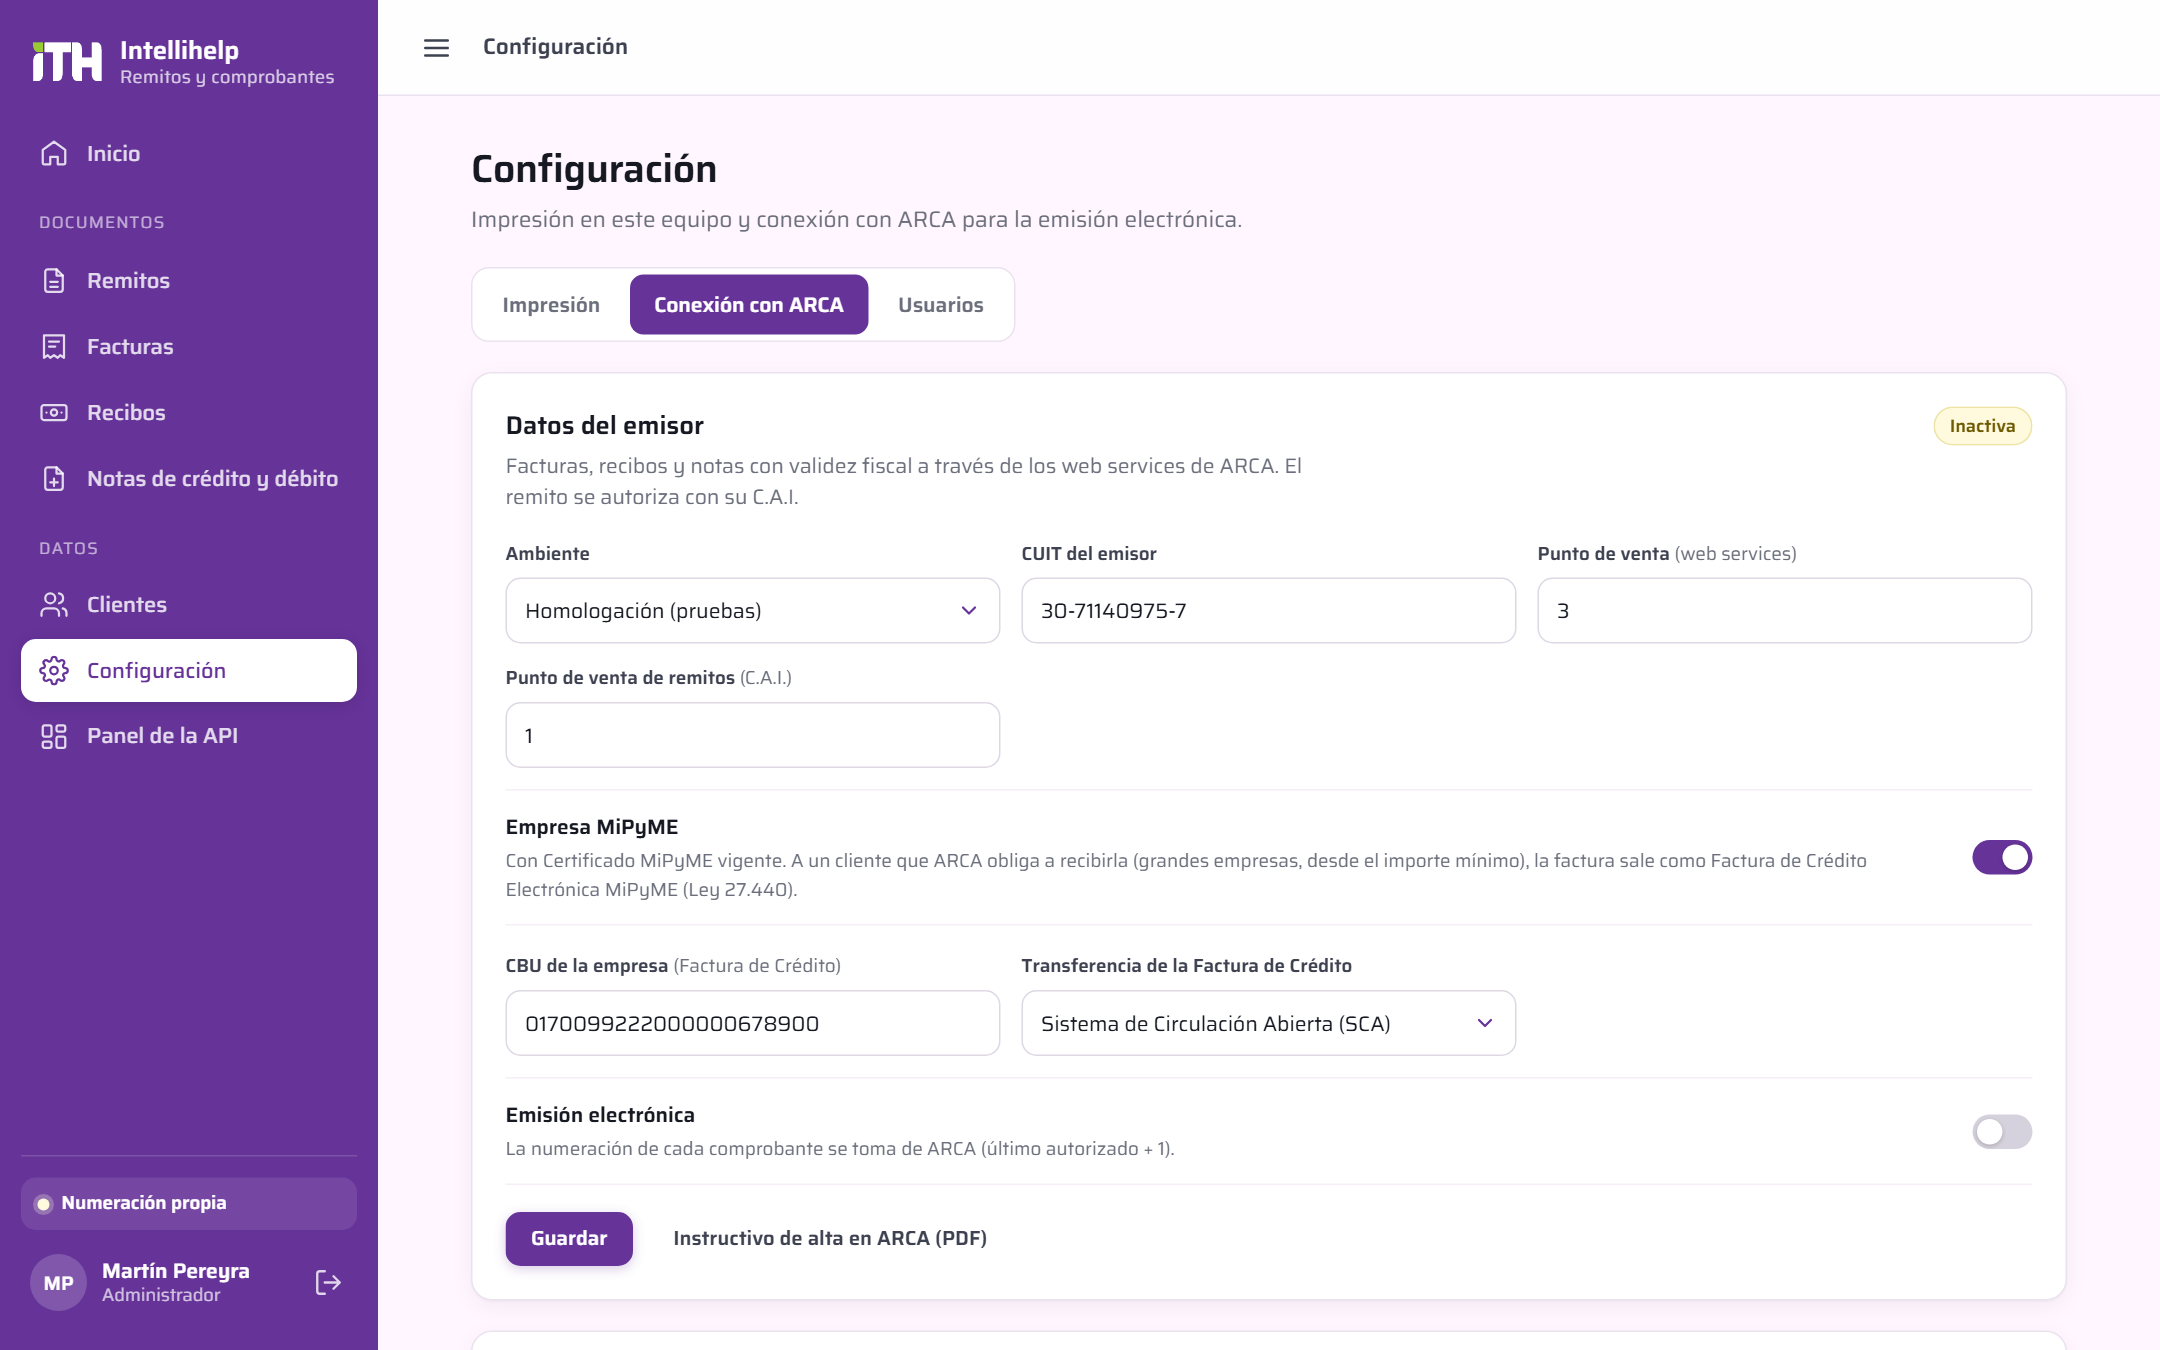 iTH
Intellihelp
Remitos y comprobantes
Inicio
DOCUMENTOS
Remitos
Facturas
Recibos
Notas de crédito y débito
DATOS
Clientes
Configuración
Panel de la API
Numeración propia
MP
Martín Pereyra
Administrador
Configuración
Configuración
Impresión en este equipo y conexión con ARCA para la emisión electrónica.
Impresión
Conexión con ARCA
Usuarios
Datos del emisor
Inactiva
Facturas, recibos y notas con validez fiscal a través de los web services de ARCA. El
remito se autoriza con su C.A.I.
Ambiente
CUIT del emisor
Punto de venta (web services)
Homologación (pruebas)
30-71140975-7
3
Punto de venta de remitos (C.A.I.)
1
Empresa MiPyME
Con Certificado MiPyME vigente. A un cliente que ARCA obliga a recibirla (grandes empresas, desde el importe mínimo), la factura sale como Factura de Crédito
Electrónica MiPyME (Ley 27.440).
CBU de la empresa (Factura de Crédito)
Transferencia de la Factura de Crédito
0170099222000000678900
Sistema de Circulación Abierta (SCA)
Emisión electrónica
La numeración de cada comprobante se toma de ARCA (último autorizado + 1).
Guardar
Instructivo de alta en ARCA (PDF)